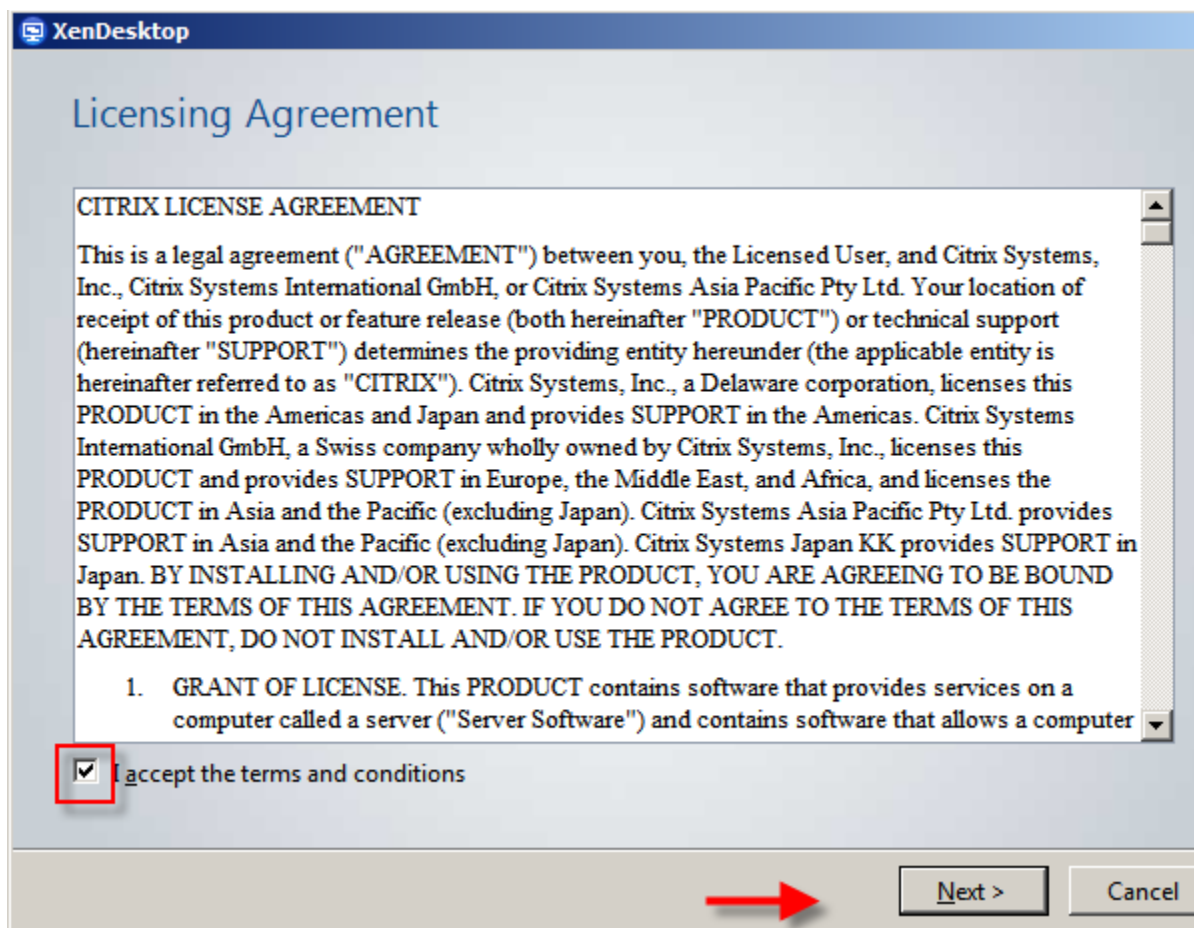 XenDesktop
Licensing Agreement
CITRIX LICENSE AGREEMENT
This is a legal agreement ("AGREEMENT") between you, the Licensed User, and Citrix Systems,
Inc., Citrix Systems International GmbH, or Citrix Systems Asia Pacific Pty Ltd. Your location of
receipt of this product or feature release (both hereinafter "PRODUCT") or technical support
(hereinafter "SUPPORT") determines the providing entity hereunder (the applicable entity is
hereinafter referred to as "CITRIX"). Citrix Systems, Inc., a Delaware corporation, licenses this
PRODUCT in the Americas and Japan and provides SUPPORT in the Americas. Citrix Systems
International GmbH, a Swiss company wholly owned by Citrix Systems, Inc., licenses this
PRODUCT and provides SUPPORT in Europe, the Middle East, and Africa, and licenses the
PRODUCT in Asia and the Pacific (excluding Japan). Citrix Systems Asia Pacific Pty Ltd. provides
SUPPORT in Asia and the Pacific (excluding Japan). Citrix Systems Japan KK provides SUPPORT in
Japan. BY INSTALLING AND/OR USING THE PRODUCT, YOU ARE AGREEING TO BE BOUND
BY THE TERMS OF THIS AGREEMENT. IF YOU DO NOT AGREE TO THE TERMS OF THIS
AGREEMENT, DO NOT INSTALL AND/OR USE THE PRODUCT.
1. GRANT OF LICENSE. This PRODUCT contains software that provides services on a
computer called a server ("Server Software") and contains software that allows a computer
I accept the terms and conditions
Next > Cancel